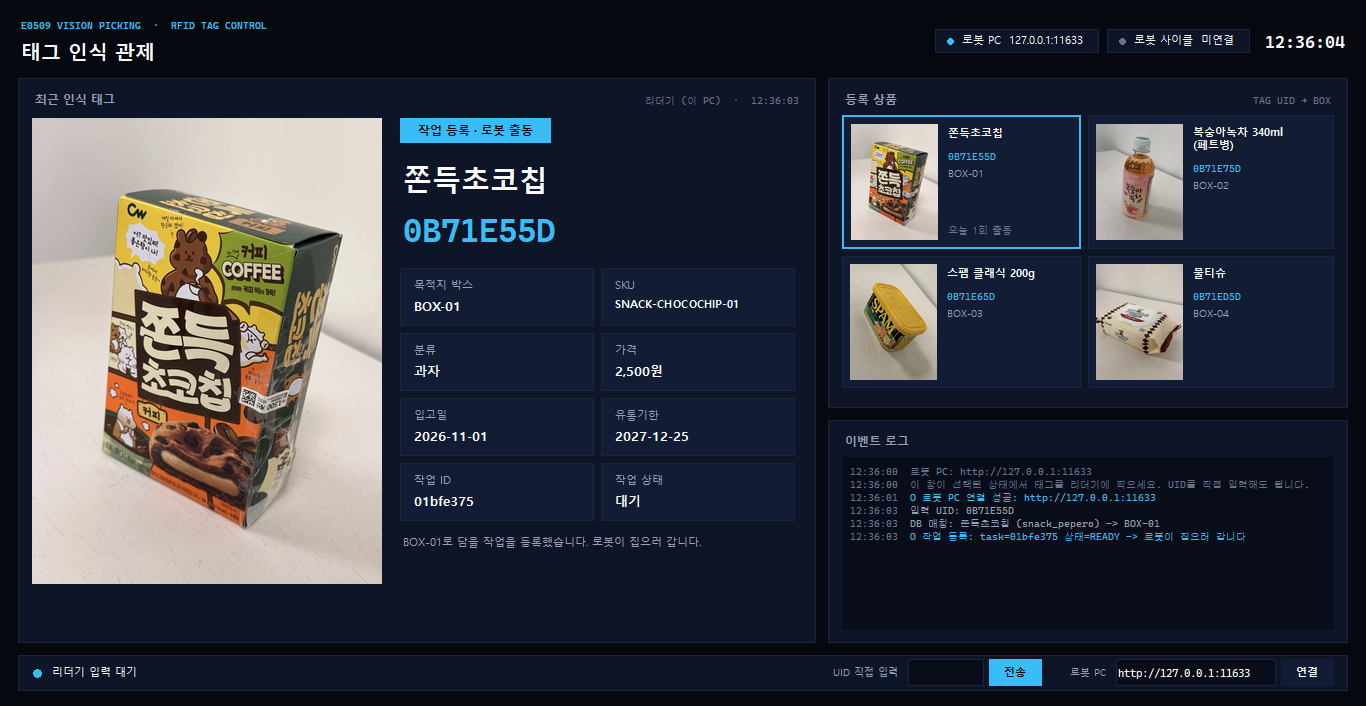 E0509 VISION PICKING · RFID TAG CONTROL
태그 인식 관제
로봇 PC 127.0.0.1:11633
로봇 사이클 미연결
12:36:04
최근 인식 태그
리더기 (이 PC) · 12:36:03
CW
커피
COFFEE
쫀득
초코칩
커피
작업 등록 · 로봇 출동
쫀득초코칩
0B71E55D
목적지 박스
BOX-01
SKU
SNACK-CHOCOCHIP-01
분류
과자
가격
2,500원
입고일
2026-11-01
유통기한
2027-12-25
작업 ID
01bfe375
작업 상태
대기
BOX-01로 담을 작업을 등록했습니다. 로봇이 집으러 갑니다.
등록 상품
TAG UID → BOX
쫀득초코칩
0B71E55D
BOX-01
오늘 1회 출동
복숭아녹차 340ml
(페트병)
0B71E75D
BOX-02
스팸 클래식 200g
0B71E65D
BOX-03
SPAM
물티슈
0B71ED5D
BOX-04
이벤트 로그
12:36:00 로봇 PC: http://127.0.0.1:11633
12:36:00 이 창이 선택된 상태에서 태그를 리더기에 찍으세요. UID를 직접 입력해도 됩니다.
12:36:01 O 로봇 PC 연결 성공: http://127.0.0.1:11633
12:36:03 입력 UID: 0B71E55D
12:36:03 DB 매칭: 쫀득초코칩 (snack_pepero) -> BOX-01
12:36:03 O 작업 등록: task=01bfe375 상태=READY -> 로봇이 집으러 갑니다
리더기 입력 대기
UID 직접 입력
전송
로봇 PC
http://127.0.0.1:11633
연결